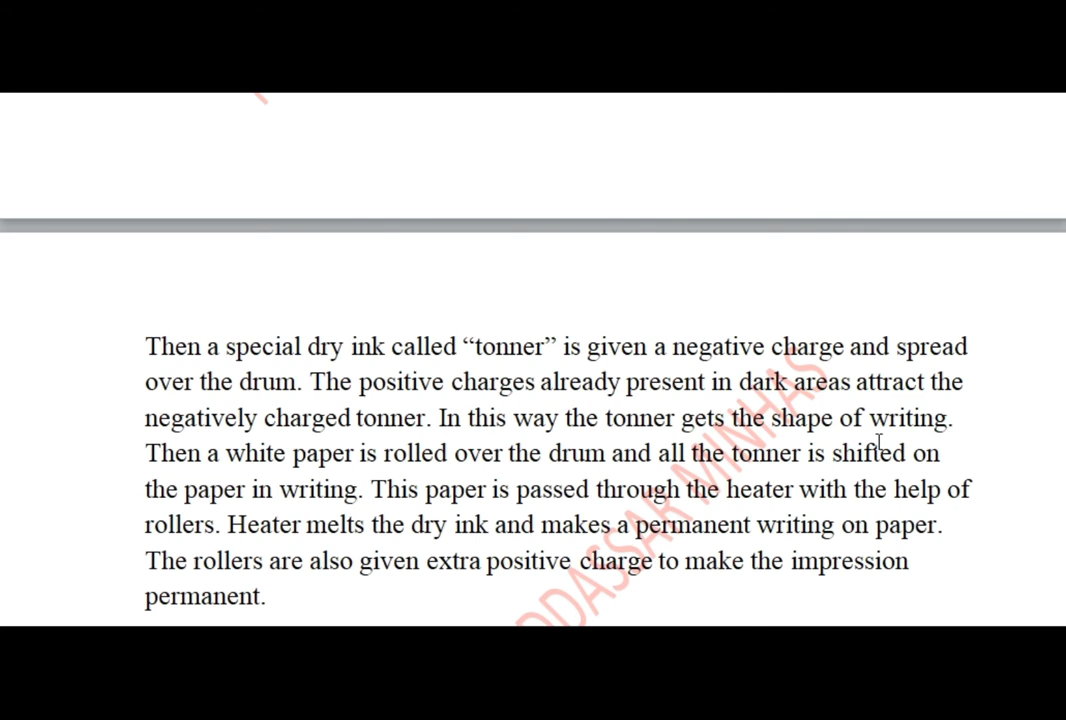 Then a special dry ink called “tonner” is given a negative charge and spread
over the drum. The positive charges already present in dark areas attract the
negatively charged tonner. In this way the tonner gets the shape of writing.
Then a white paper is rolled over the drum and all the tonner is shifted on
the paper in writing. This paper is passed through the heater with the help of
rollers. Heater melts the dry ink and makes a permanent writing on paper.
The rollers are also given extra positive charge to make the impression
permanent.
DDASSAR MINHAS